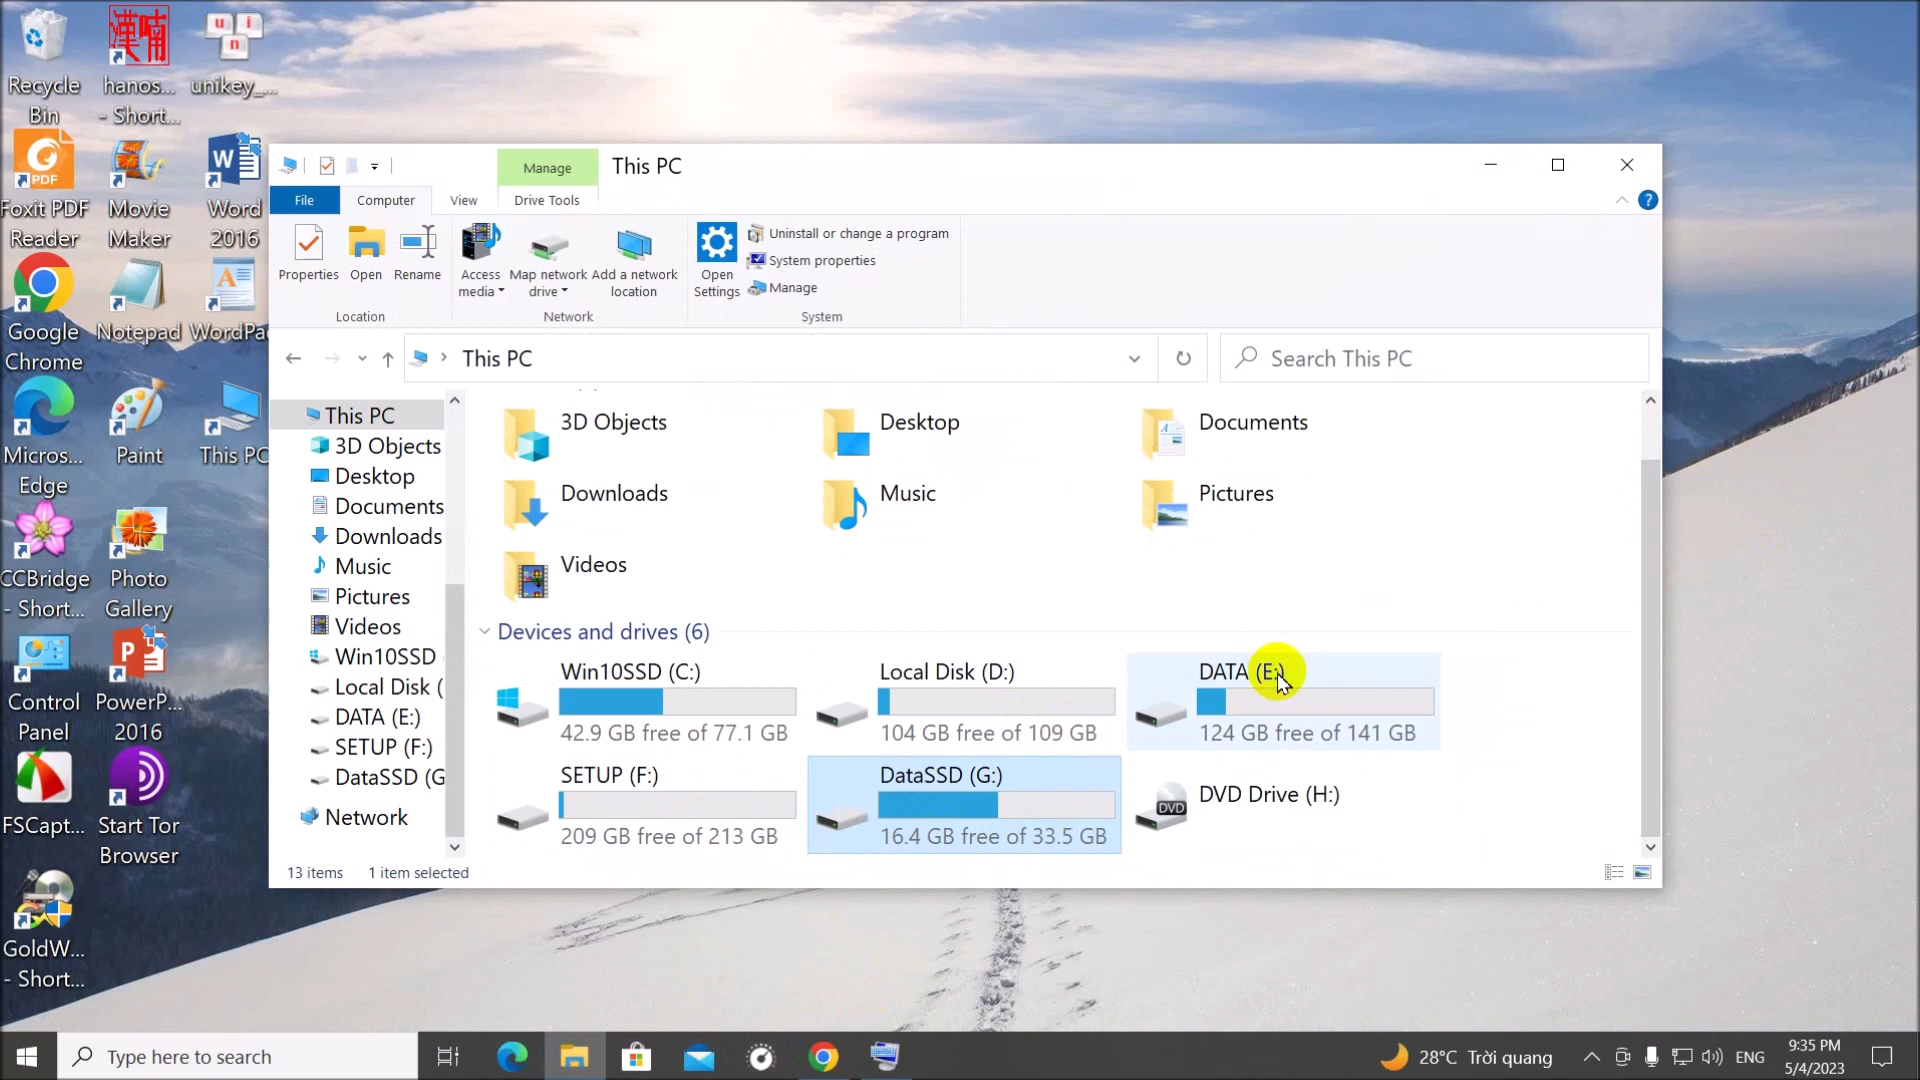 Recycle
Bin
hanos...
- Short...
u i n
unikey_...
PDF
Foxit PDF
Reader
Movie
Maker
Word
2016
Google
Chrome
Notepad
WordPa
Micros...
Edge
Paint
This PC
CCBridge
- Short...
Photo
Gallery
Control
Panel
PowerP...
2016
FSCapt...
Start Tor
Browser
GoldW...
- Short...
Manage
This PC
File
Computer
View
Drive Tools
Properties
Open
Rename
Access
media
Map network
drive
Add a network
location
Open
Settings
Uninstall or change a program
System properties
Manage
Location
Network
System
This PC
Search This PC
This PC
3D Objects
Desktop
Documents
Downloads
Music
Pictures
Videos
Win10SSD
Local Disk (
DATA (E:)
SETUP (F:)
DataSSD (G
Network
3D Objects
Desktop
Documents
Downloads
Music
Pictures
Videos
Devices and drives (6)
Win10SSD (C:)
42.9 GB free of 77.1 GB
Local Disk (D:)
104 GB free of 109 GB
DATA (E:)
124 GB free of 141 GB
SETUP (F:)
209 GB free of 213 GB
DataSSD (G:)
16.4 GB free of 33.5 GB
DVD
DVD Drive (H:)
13 items
1 item selected
Type here to search
28°C Trời quang
ENG
9:35 PM
5/4/2023